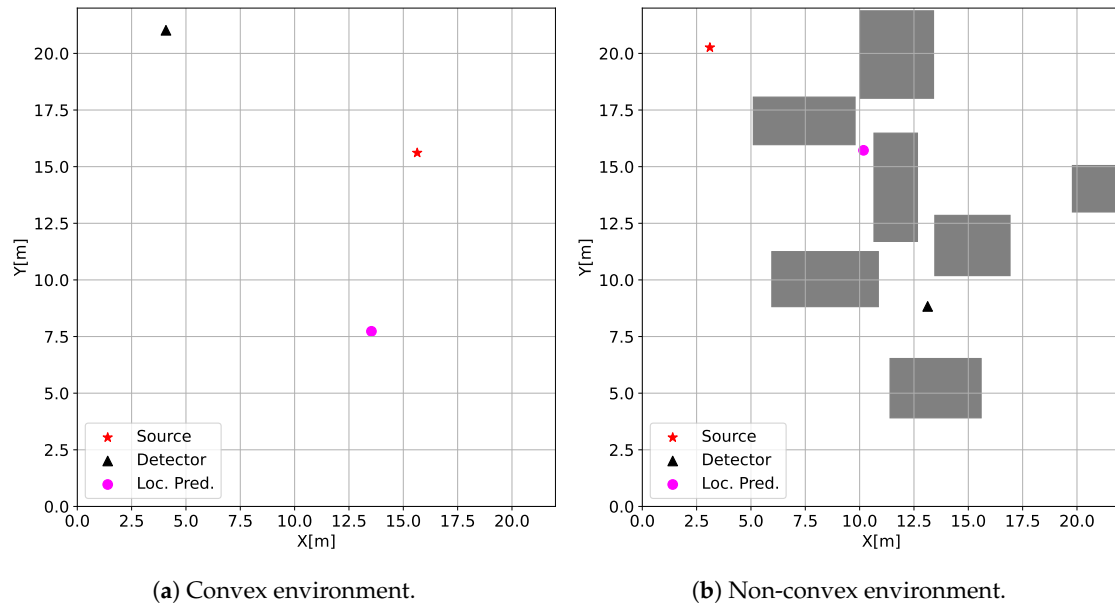 20.0
17.5
15.0
12.5
10.0
7.5
5.0
2.5
0.0
Y[m]
0.0 2.5 5.0 7.5 10.0 12.5 15.0 17.5 20.0
X[m]
Source
Detector
Loc. Pred.
(a) Convex environment.
20.0
17.5
15.0
12.5
10.0
7.5
5.0
2.5
0.0
Y[m]
0.0 2.5 5.0 7.5 10.0 12.5 15.0 17.5 20.0
X[m]
Source
Detector
Loc. Pred.
(b) Non-convex environment.